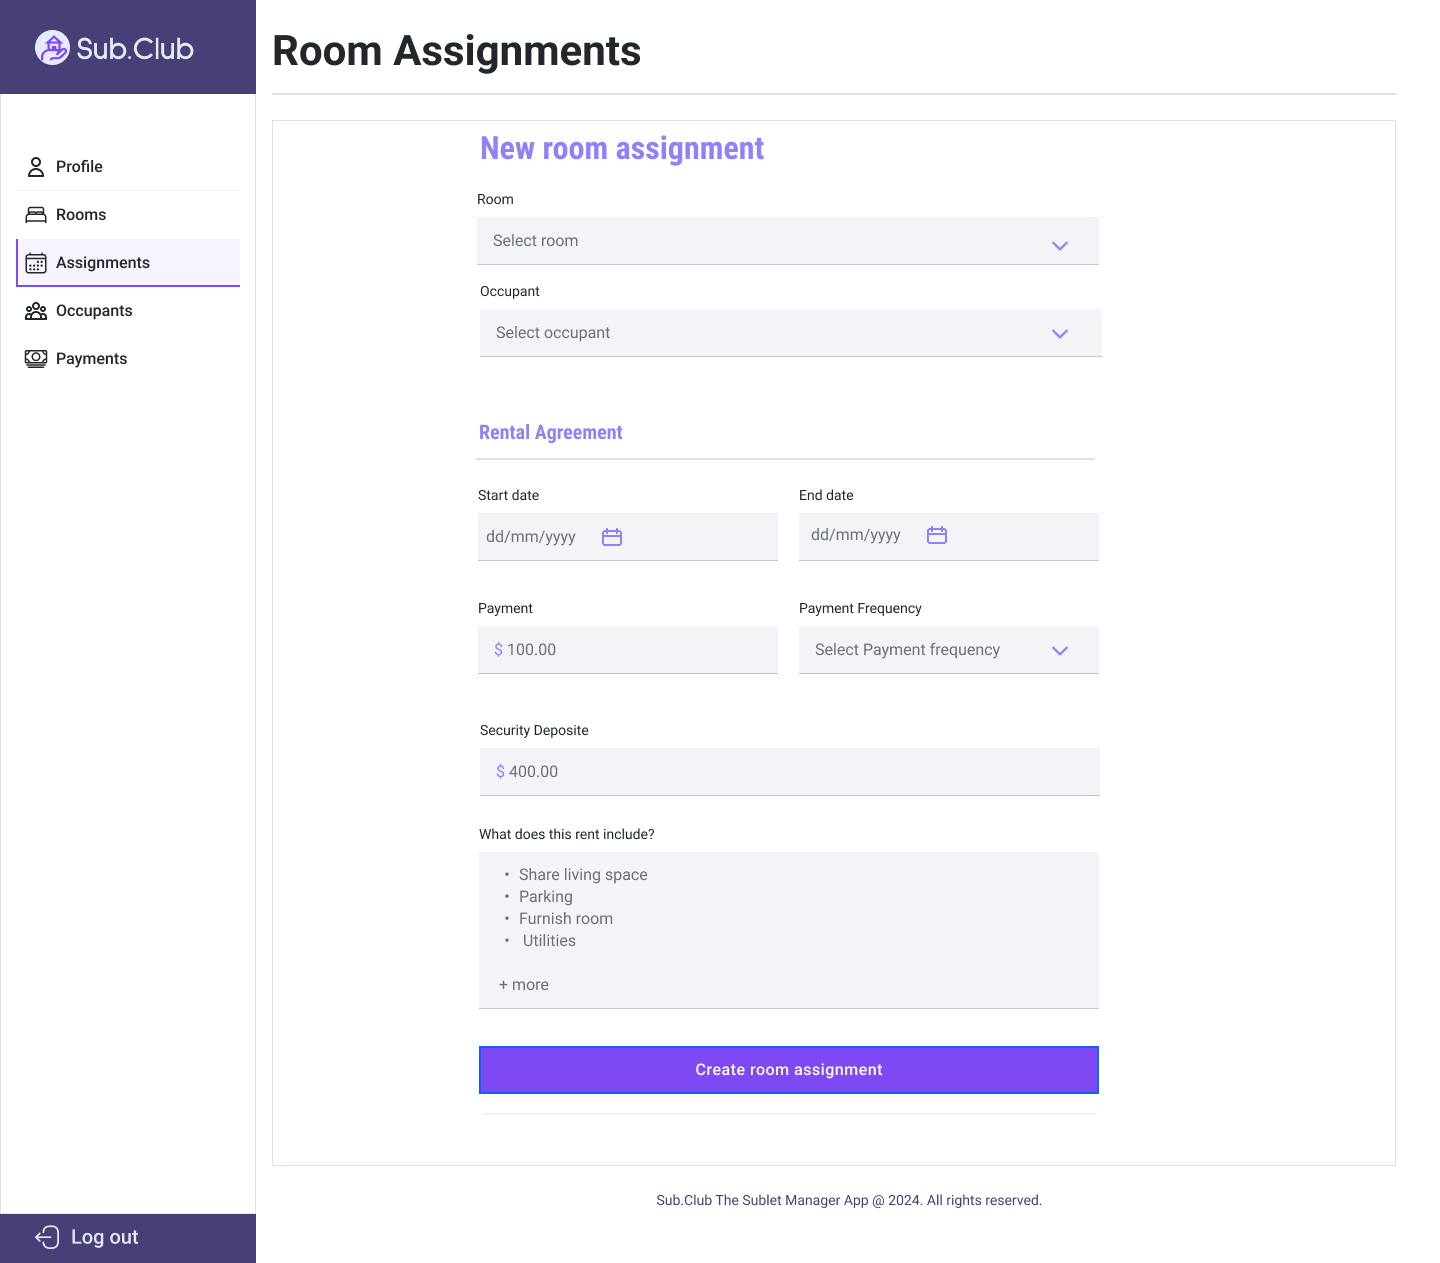 Sub.Club
Room Assignments
Profile
Rooms
Assignments
Occupants
Payments
New room assignment
Room
Select room
Occupant
Select occupant
Rental Agreement
Start date
End date
dd/mm/yyyy
dd/mm/yyyy
Payment
Payment Frequency
$ 100.00
Select Payment frequency
Security Deposite
$ 400.00
What does this rent include?
• Share living space
• Parking
• Furnish room
• Utilities
+ more
Create room assignment
Sub.Club The Sublet Manager App @ 2024. All rights reserved.
Log out